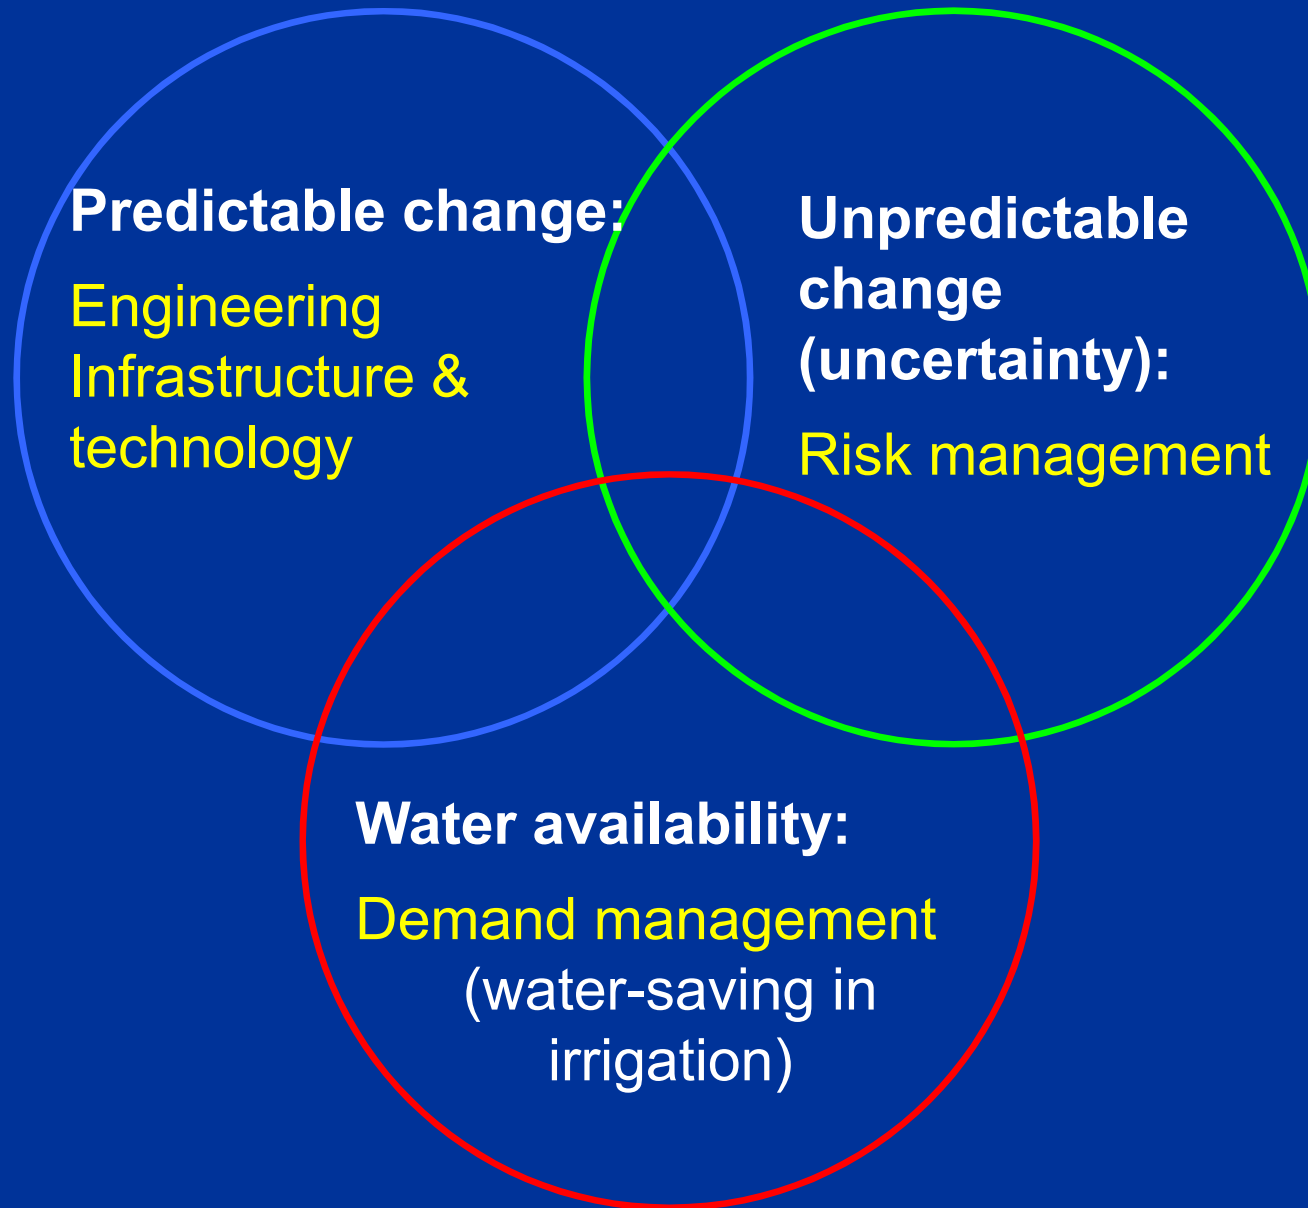 Predictable change:
Engineering
Infrastructure &
technology
Unpredictable
change
(uncertainty):
Risk management
Water availability:
Demand management
(water-saving in
irrigation)